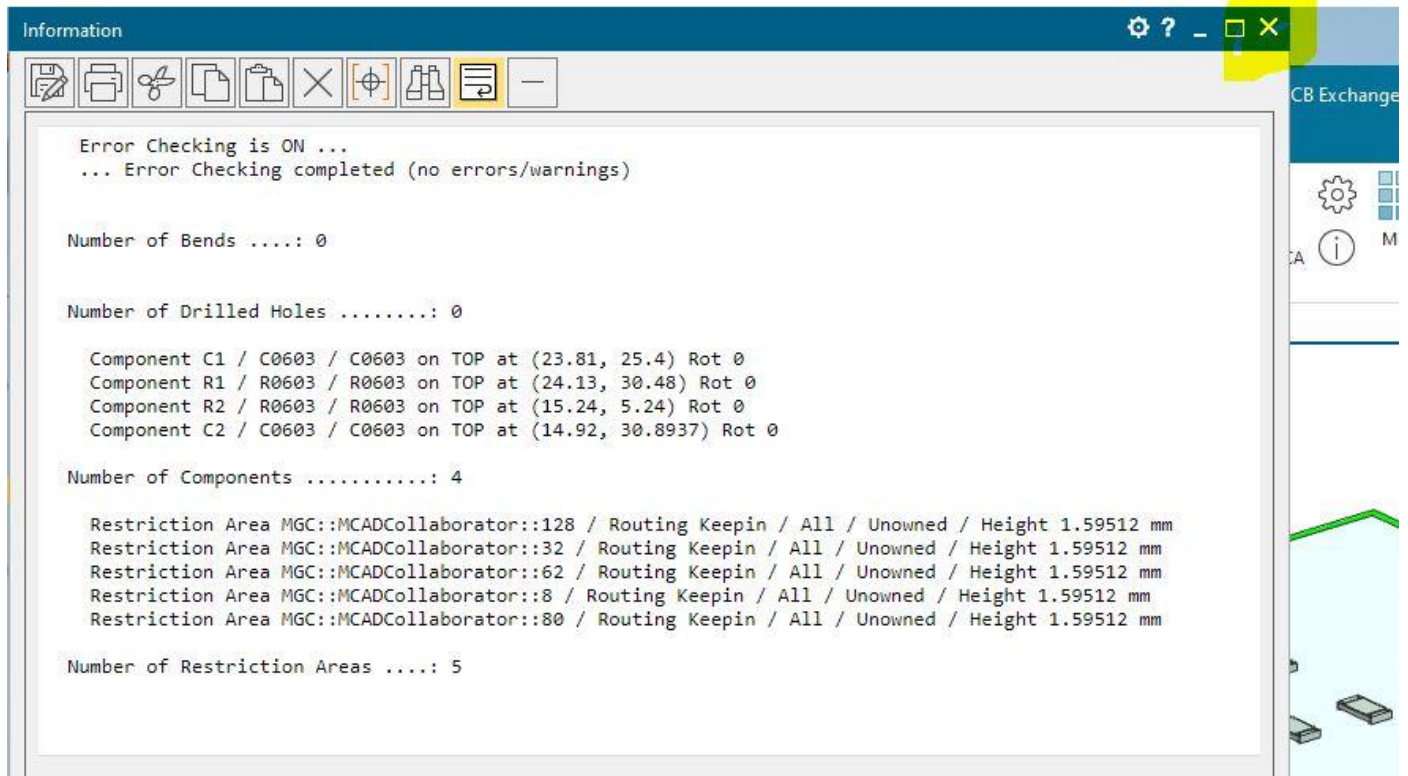 Information
CB Exchange
Error Checking is ON ...
... Error Checking completed (no errors/warnings)
Number of Bends ....: 0
Number of Drilled Holes ........: 0
Component C1 / C0603 / C0603 on TOP at (23.81, 25.4) Rot 0
Component R1 / R0603 / R0603 on TOP at (24.13, 30.48) Rot 0
Component R2 / R0603 / R0603 on TOP at (15.24, 5.24) Rot 0
Component C2 / C0603 / C0603 on TOP at (14.92, 30.8937) Rot 0
Number of Components ...........: 4
Restriction Area MGC::MCADCollaborator::128 / Routing Keepin / All / Unowned / Height 1.59512 mm
Restriction Area MGC::MCADCollaborator::32 / Routing Keepin / All / Unowned / Height 1.59512 mm
Restriction Area MGC::MCADCollaborator::62 / Routing Keepin / All / Unowned / Height 1.59512 mm
Restriction Area MGC::MCADCollaborator::8 / Routing Keepin / All / Unowned / Height 1.59512 mm
Restriction Area MGC::MCADCollaborator::80 / Routing Keepin / All / Unowned / Height 1.59512 mm
Number of Restriction Areas ....: 5
M